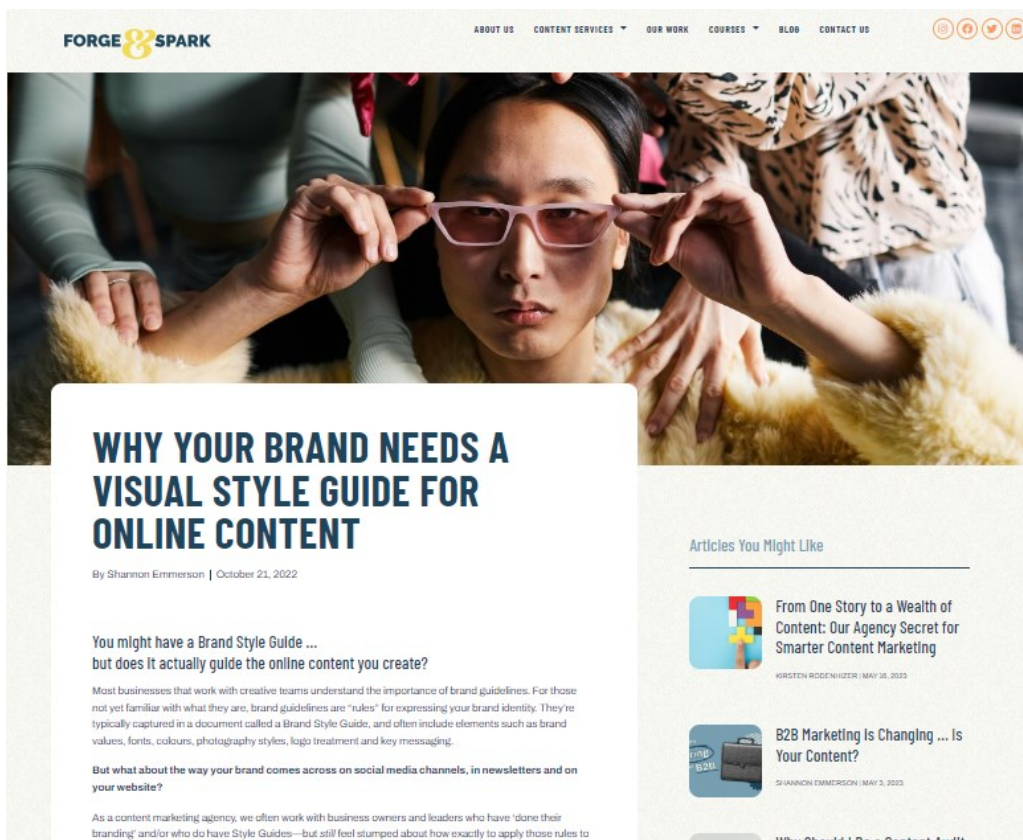 FORGE & SPARK
ABOUT US CONTENT SERVICES OUR WORK COURSES BLOG CONTACT US
WHY YOUR BRAND NEEDS A
VISUAL STYLE GUIDE FOR
ONLINE CONTENT
By Shannon Emmerson | October 21, 2022
You might have a Brand Style Guide ...
but does it actually guide the online content you create?
Most businesses that work with creative teams understand the importance of brand guidelines. For those
not yet familiar with what they are, brand guidelines are “rules” for expressing your brand identity. They're
typically captured in a document called a Brand Style Guide, and often include elements such as brand
values, fonts, colours, photography styles, logo treatment and key messaging.
But what about the way your brand comes across on social media channels, in newsletters and on
your website?
As a content marketing agency, we often work with business owners and leaders who have ‘done their
branding’ and/or who do have Style Guides—but still feel stumped about how exactly to apply those rules to
Articles You Might Like
From One Story to a Wealth of
Content: Our Agency Secret for
Smarter Content Marketing
KIRSTEN RODENHIZER | MAY 16, 2023
B2B
B2B Marketing is Changing ... Is
Your Content?
SHANNON EMMERSON | MAY 3, 2023
Why Should I Do a Content Audit